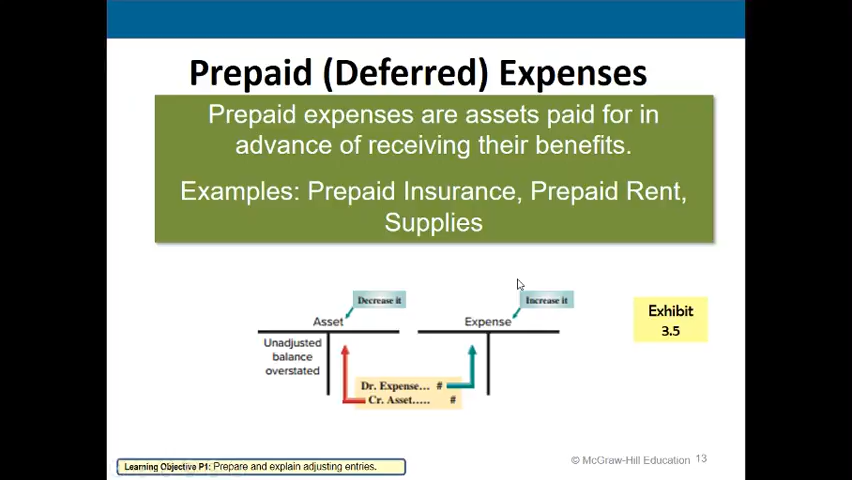 Prepaid (Deferred) Expenses
Prepaid expenses are assets paid for in
advance of receiving their benefits.
Examples: Prepaid Insurance, Prepaid Rent,
Supplies
Decrease it
Increase it
Asset
Expense
Exhibit
3.5
Unadjusted
balance
overstated
Dr. Expense... #
Cr. Asset..... #
Learning Objective P1: Prepare and explain adjusting entries.
© McGraw-Hill Education 13